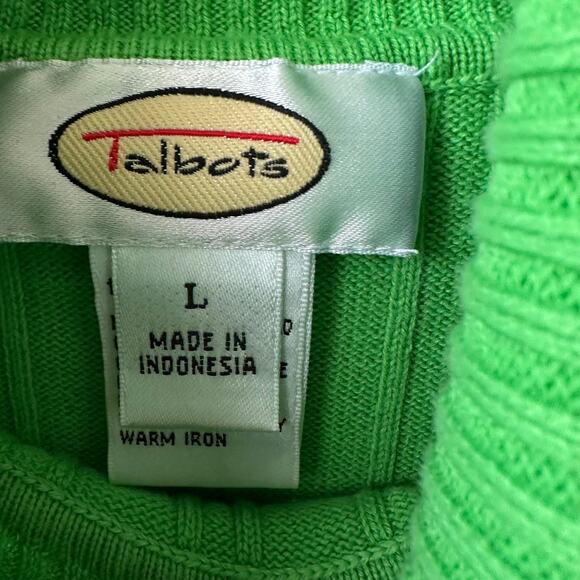 Talbots
L
MADE IN
INDONESIA
WARM IRON